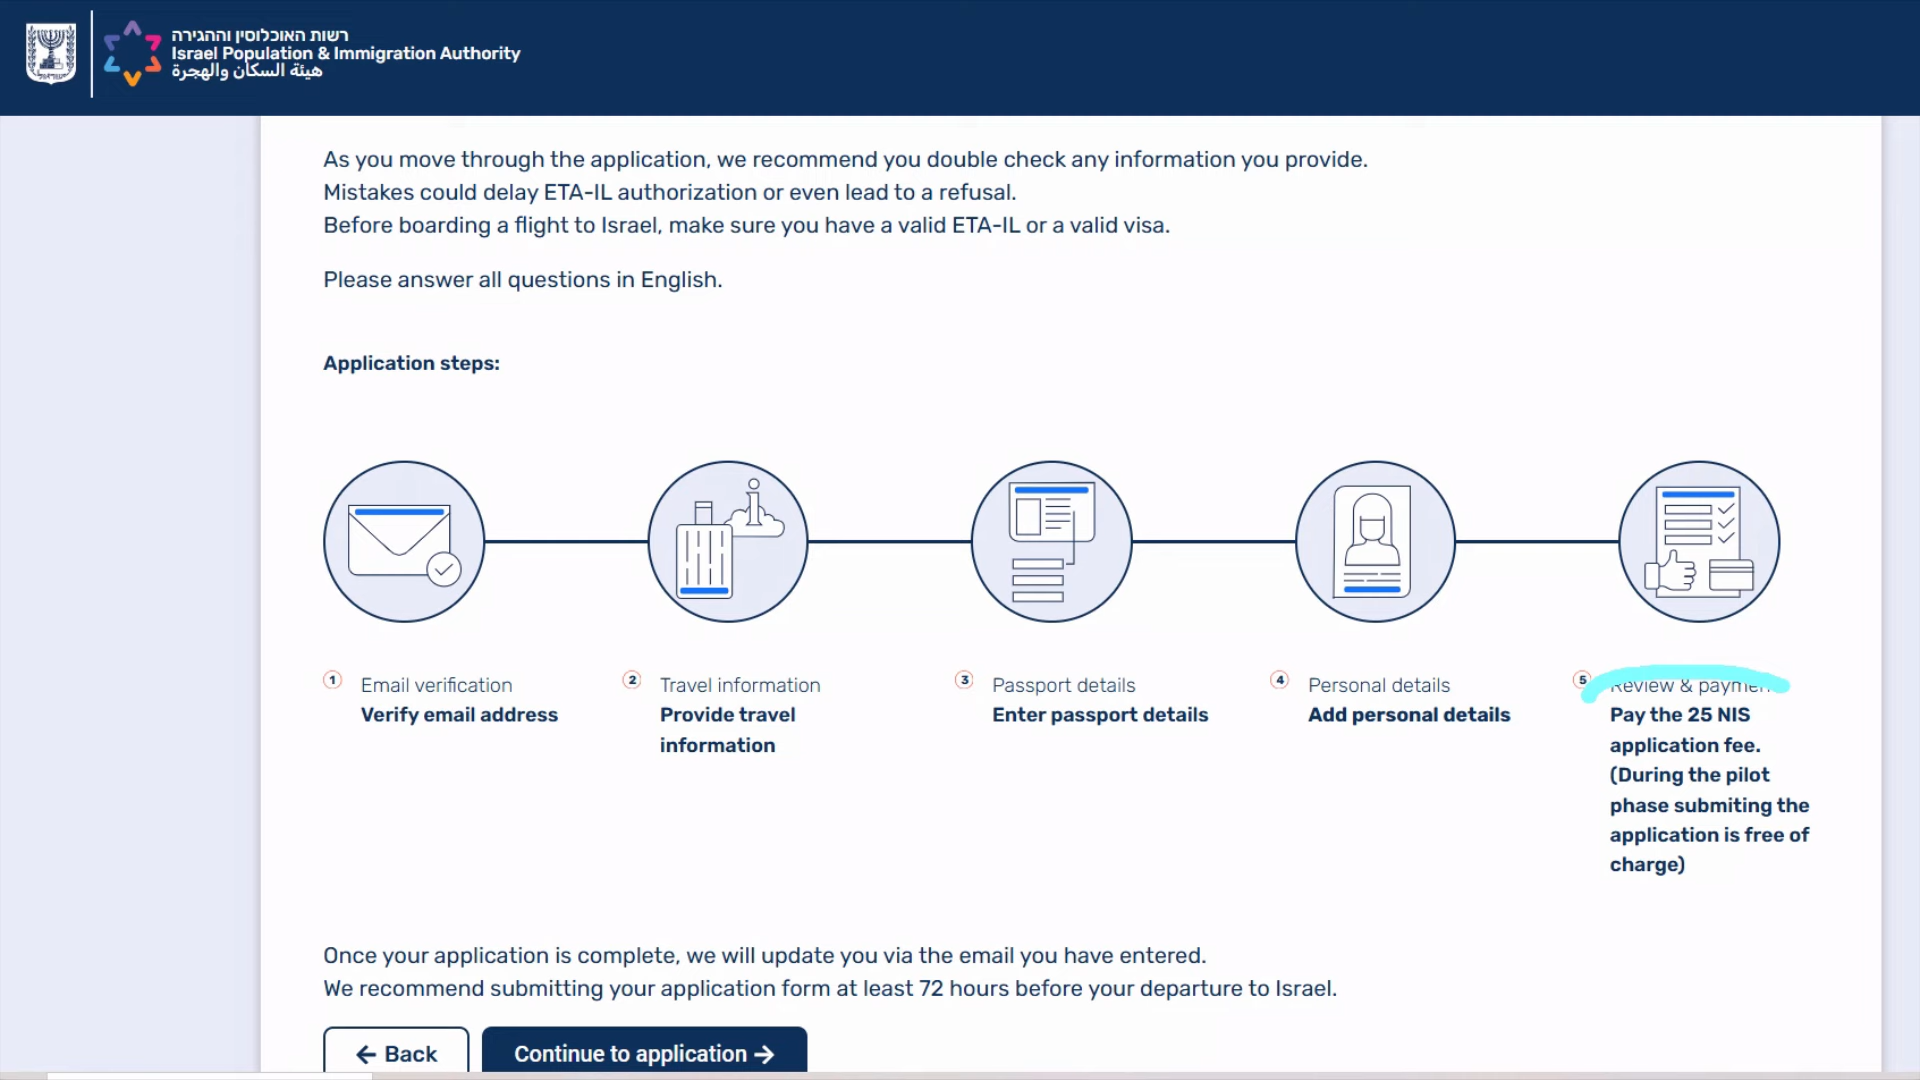 רשות האוכלוסין וההגירה
Israel Population & Immigration Authority
هيئة السكان والهجرة
As you move through the application, we recommend you double check any information you provide.
Mistakes could delay ETA-IL authorization or even lead to a refusal.
Before boarding a flight to Israel, make sure you have a valid ETA-IL or a valid visa.
Please answer all questions in English.
Application steps:
1 Email verification
Verify email address
2 Travel information
Provide travel
information
3 Passport details
Enter passport details
4 Personal details
Add personal details
5 Review & payment
Pay the 25 NIS
application fee.
(During the pilot
phase submiting the
application is free of
charge)
Once your application is complete, we will update you via the email you have entered.
We recommend submitting your application form at least 72 hours before your departure to Israel.
← Back
Continue to application →